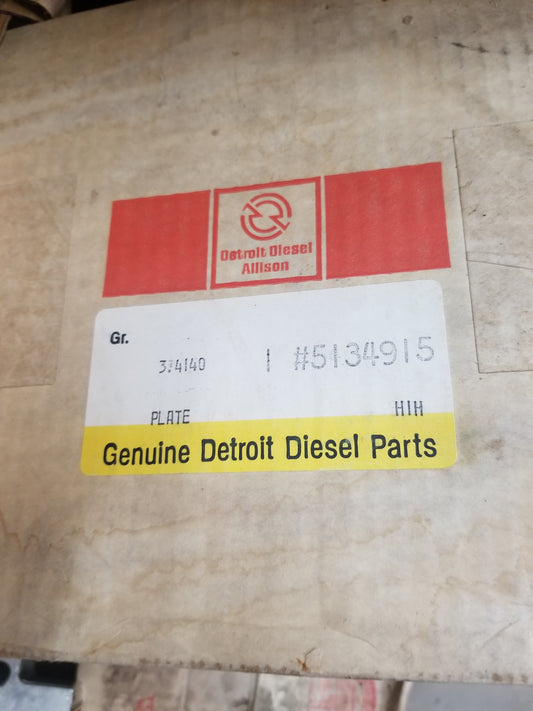 Detroit Diesel
Allison
Gr.
3.4140 1 #5134915
PLATE HIH
Genuine Detroit Diesel Parts